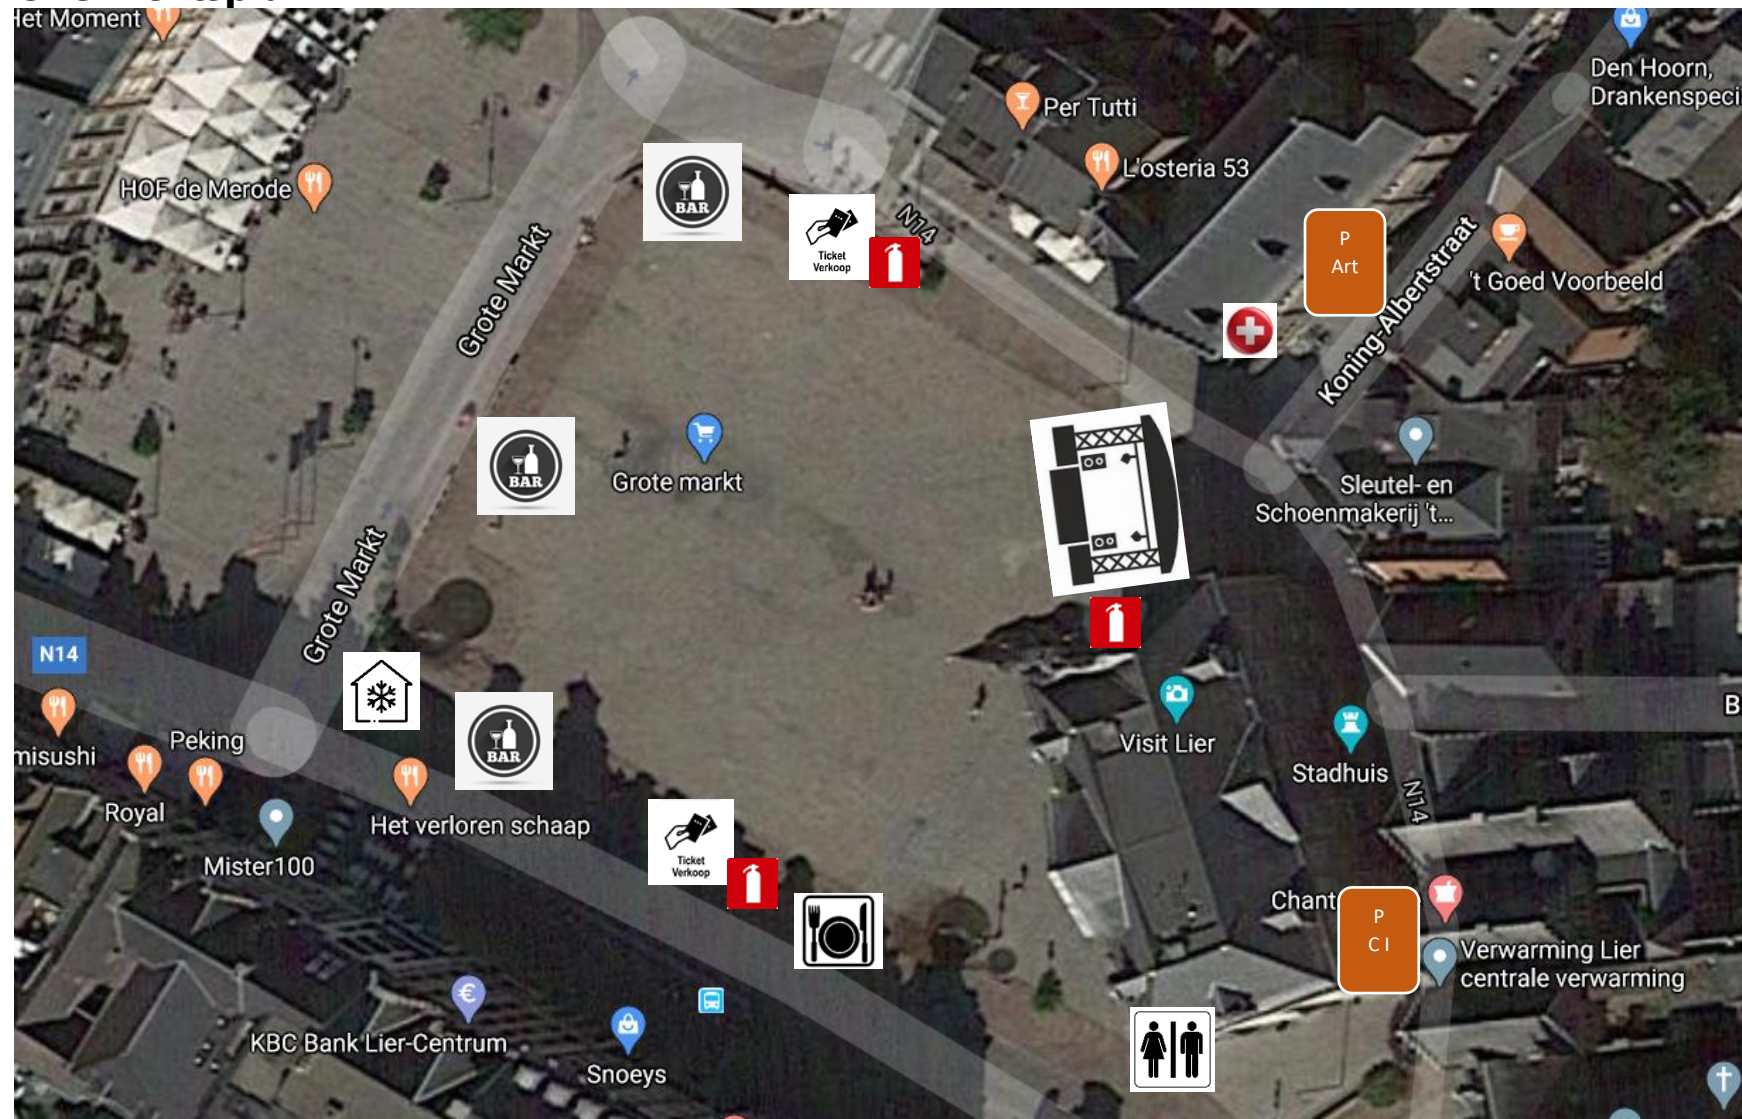 Het Moment
Den Hoorn,
Drankenspeci
Per Tutti
L'osteria 53
HOF de Merode
BAR
Ticket
Verkoop
N14
Grote Markt
P
Art
Koning-Albertstraat
't Goed Voorbeeld
BAR
Grote markt
Sleutel- en
Schoenmakerij 't...
Grote Markt
N14
Peking
misushi
BAR
Visit Lier
Stadhuis
B
N14
Royal
Het verloren schaap
Mister100
Ticket
Verkoop
Chant
P
C I
Verwarming Lier
centrale verwarming
€
KBC Bank Lier-Centrum
Snoeys